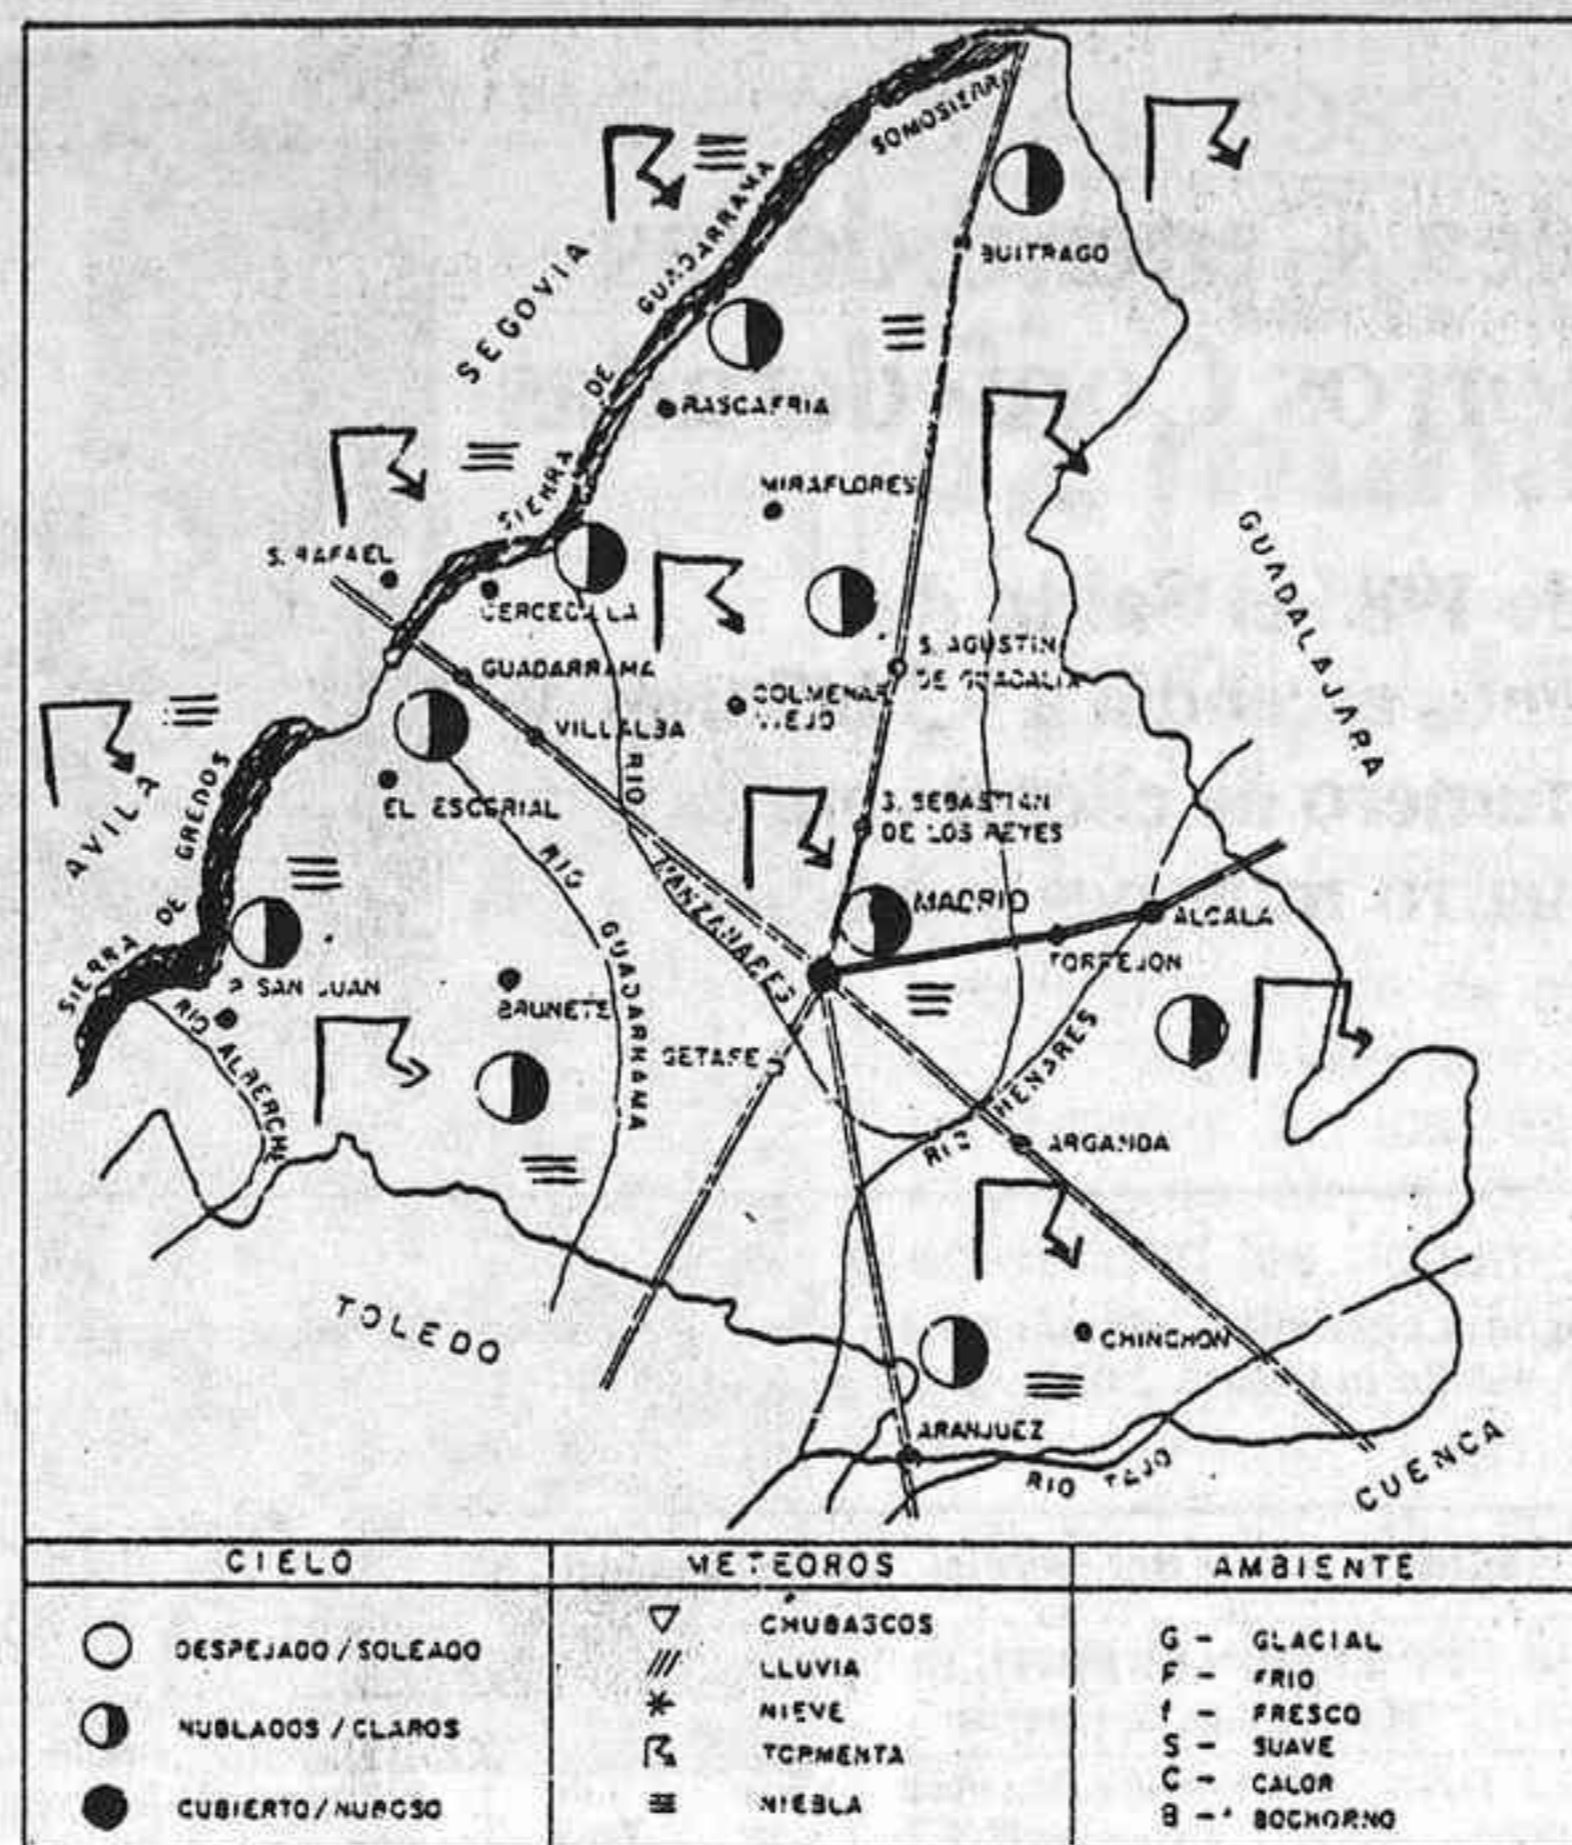 SOMOSIERRA
BUITRAGO
SEGOVIA
SIERRA DE GUADARRAMA
RASCAFRIA
MIRAFLORES
S. RAFAEL
CERCEDILLA
GUADARRAMA
VILLALBA
COLMENAR
VIEJO
S. AGUSTIN
DE GUADALIX
GUADALAJARA
AVILA
SIERRA DE GREDOS
EL ESCORIAL
RIO MANZANARES
S. SEBASTIAN
DE LOS REYES
MADRID
ALCALA
TORREJON
P SAN JUAN
RIO ALBERCHE
BRUNETE
RIO GUADARRAMA
GETAFE
RIO HENARES
ARGANDA
TOLEDO
CHINCHON
ARANJUEZ
RIO TAJO
CUENCA
CIELO
DESPEJADO / SOLEADO
NUBLADOS / CLAROS
CUBIERTO / NUBOSO
METEOROS
CHUBASCOS
LLUVIA
NIEVE
TORMENTA
NIEBLA
AMBIENTE
G - GLACIAL
F - FRIO
f - FRESCO
S - SUAVE
C - CALOR
B - BOCHORNO